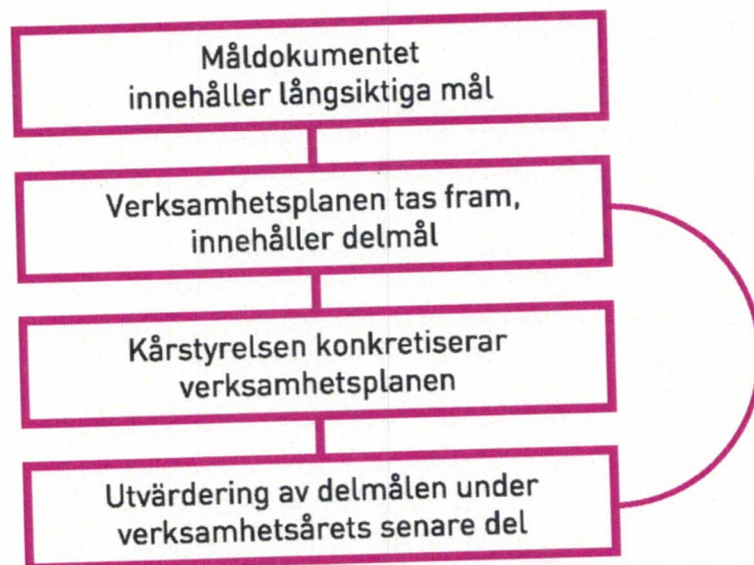 Måldokumentet
innehåller långsiktiga mål
Verksamhetsplanen tas fram,
innehåller delmål
Kårstyrelsen konkretiserar
verksamhetsplanen
Utvärdering av delmålen under
verksamhetsårets senare del